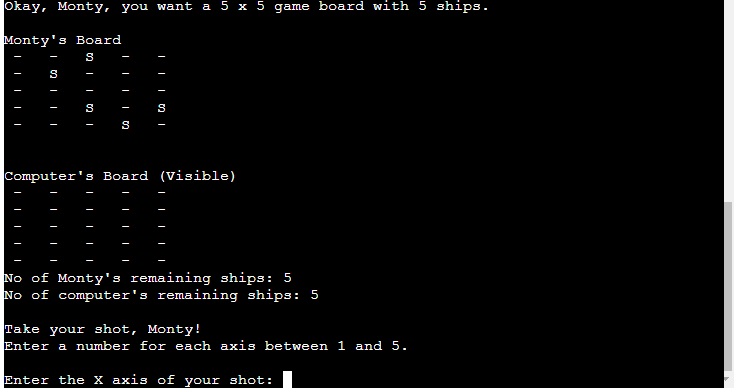 Okay, Monty, you want a 5 x 5 game board with 5 ships.
Monty's Board
- - S - -
- S - - -
- - - - -
- - S - S
- - - S -
Computer's Board (Visible)
- - - - -
- - - - -
- - - - -
- - - - -
- - - - -
No of Monty's remaining ships: 5
No of computer's remaining ships: 5
Take your shot, Monty!
Enter a number for each axis between 1 and 5.
Enter the X axis of your shot: